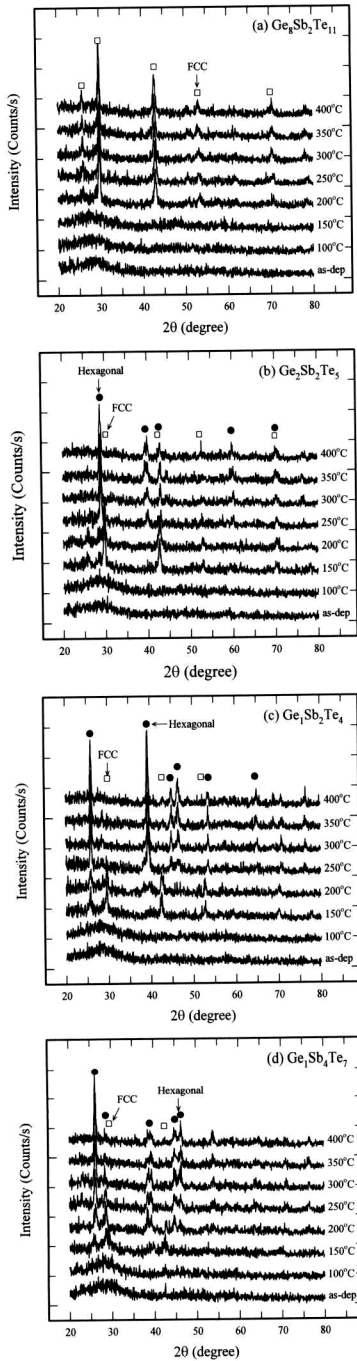 (a) Ge8Sb2Te11
FCC
400°C
350°C
300°C
250°C
200°C
150°C
100°C
as-dep
Intensity (Counts/s)
20 30 40 50 60 70 80
2θ (degree)
(b) Ge2Sb2Te5
Hexagonal
FCC
400°C
350°C
300°C
250°C
200°C
150°C
100°C
as-dep
Intensity (Counts/s)
20 30 40 50 60 70 80
2θ (degree)
(c) Ge1Sb2Te4
Hexagonal
FCC
400°C
350°C
300°C
250°C
200°C
150°C
100°C
as-dep
Intensity (Counts/s)
20 30 40 50 60 70 80
2θ (degree)
(d) Ge1Sb4Te7
Hexagonal
FCC
400°C
350°C
300°C
250°C
200°C
150°C
100°C
as-dep
Intensity (Counts/s)
20 30 40 50 60 70 80
2θ (degree)